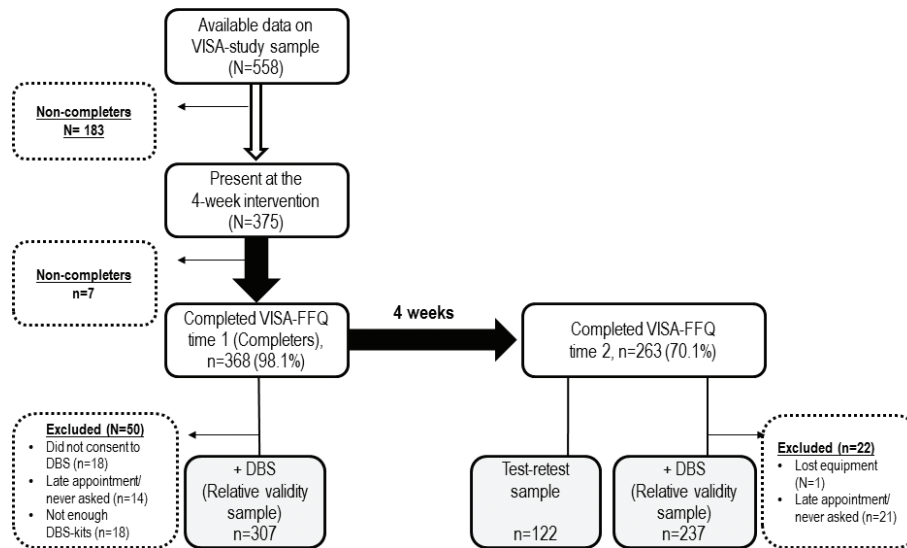 Available data on
VISA-study sample
(N=558)
Non-completers
N= 183
Present at the
4-week intervention
(N=375)
Non-completers
n=7
Completed VISA-FFQ
time 1 (Completers),
n=368 (98.1%)
4 weeks
Completed VISA-FFQ
time 2, n=263 (70.1%)
Excluded (N=50)
• Did not consent to
DBS (n=18)
• Late appointment/
never asked (n=14)
• Not enough
DBS-kits (n=18)
+ DBS
(Relative validity
sample)
n=307
Test-retest
sample
n=122
+ DBS
(Relative validity
sample)
n=237
Excluded (n=22)
• Lost equipment
(N=1)
• Late appointment/
never asked (n=21)